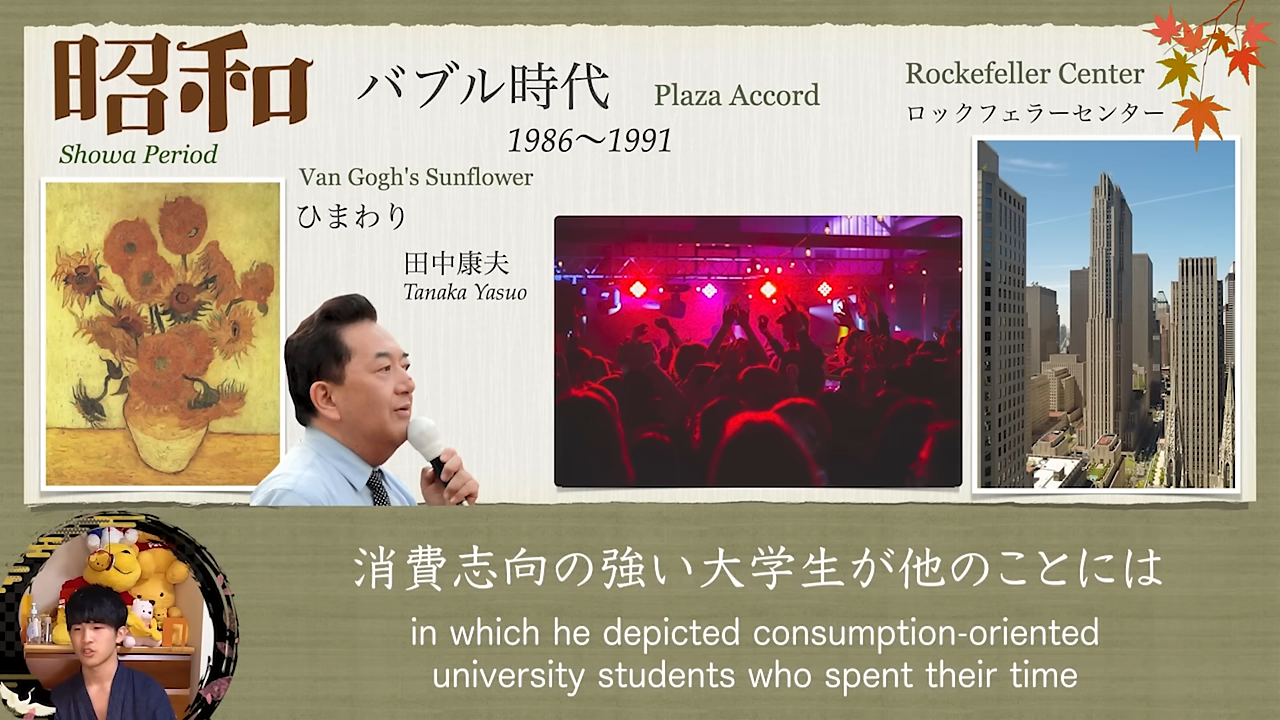 昭和
Showa Period
バブル時代
1986〜1991
Plaza Accord
Rockefeller Center
ロックフェラーセンター
Van Gogh's Sunflower
ひまわり
田中康夫
Tanaka Yasuo
消費志向の強い大学生が他のことには
in which he depicted consumption-oriented
university students who spent their time